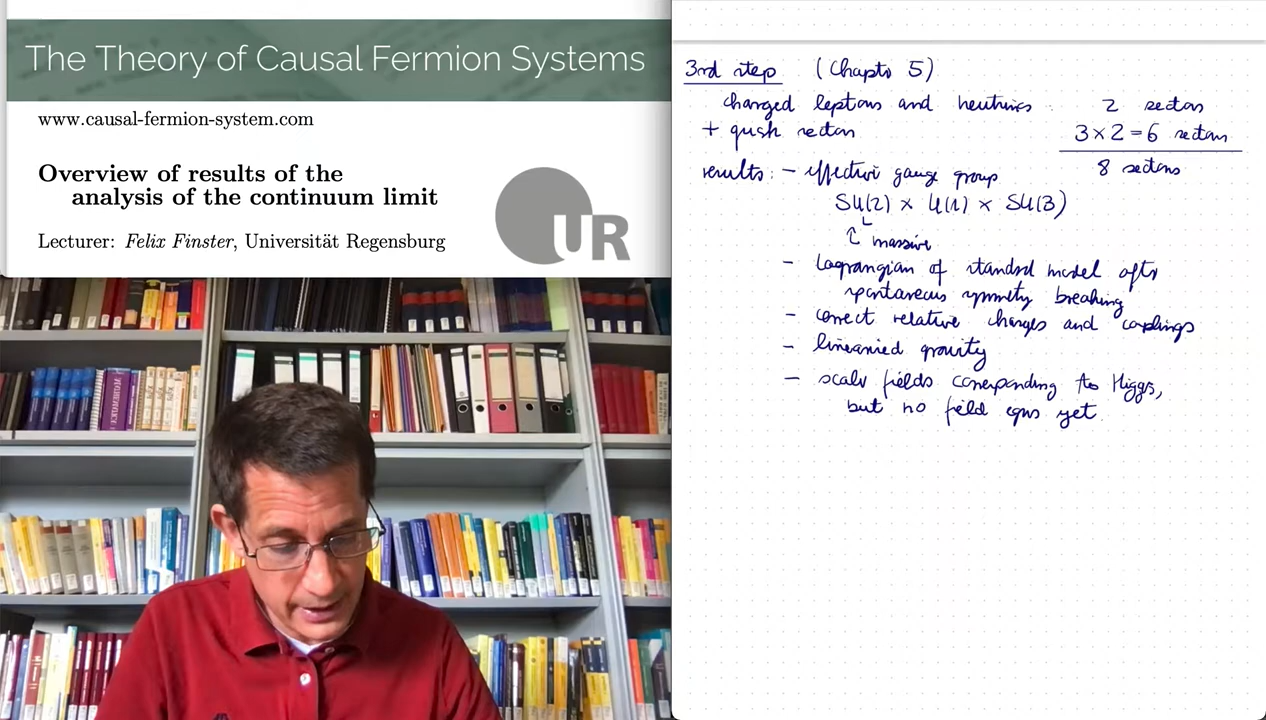 The Theory of Causal Fermion Systems
www.causal-fermion-system.com
Overview of results of the
analysis of the continuum limit
Lecturer: Felix Finster, Universität Regensburg
UR
3rd step (Chapter 5)
charged leptons and neutrinos : 2 sectors
+ quark sectors 3 × 2 = 6 sectors
8 sectors
results: – effective gauge group
SU(2) × U(1) × SU(3)
massive
– Lagrangian of standard model after
spontaneous symmetry breaking
– correct relative charges and couplings
– linearized gravity
– scalar fields corresponding to Higgs,
but no field eqns yet.